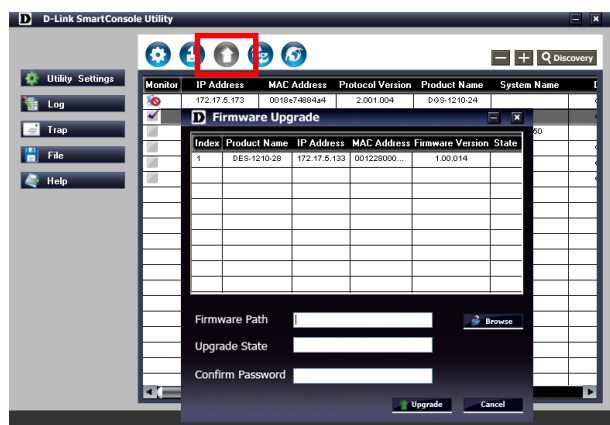 D D-Link SmartConsole Utility
Discovery
Utility Settings
Log
Trap
File
Help
Monitor IP Address MAC Address Protocol Version Product Name System Name
172.17.5.173 0018e74884a4 2.001.004 DGS-1210-24
50
D Firmware Upgrade
Index Product Name IP Address MAC Address Firmware Version State
1 DES-1210-28 172.17.5.133 001228000... 1.00.014
Firmware Path
Browse
Upgrade State
Confirm Password
Upgrade Cancel